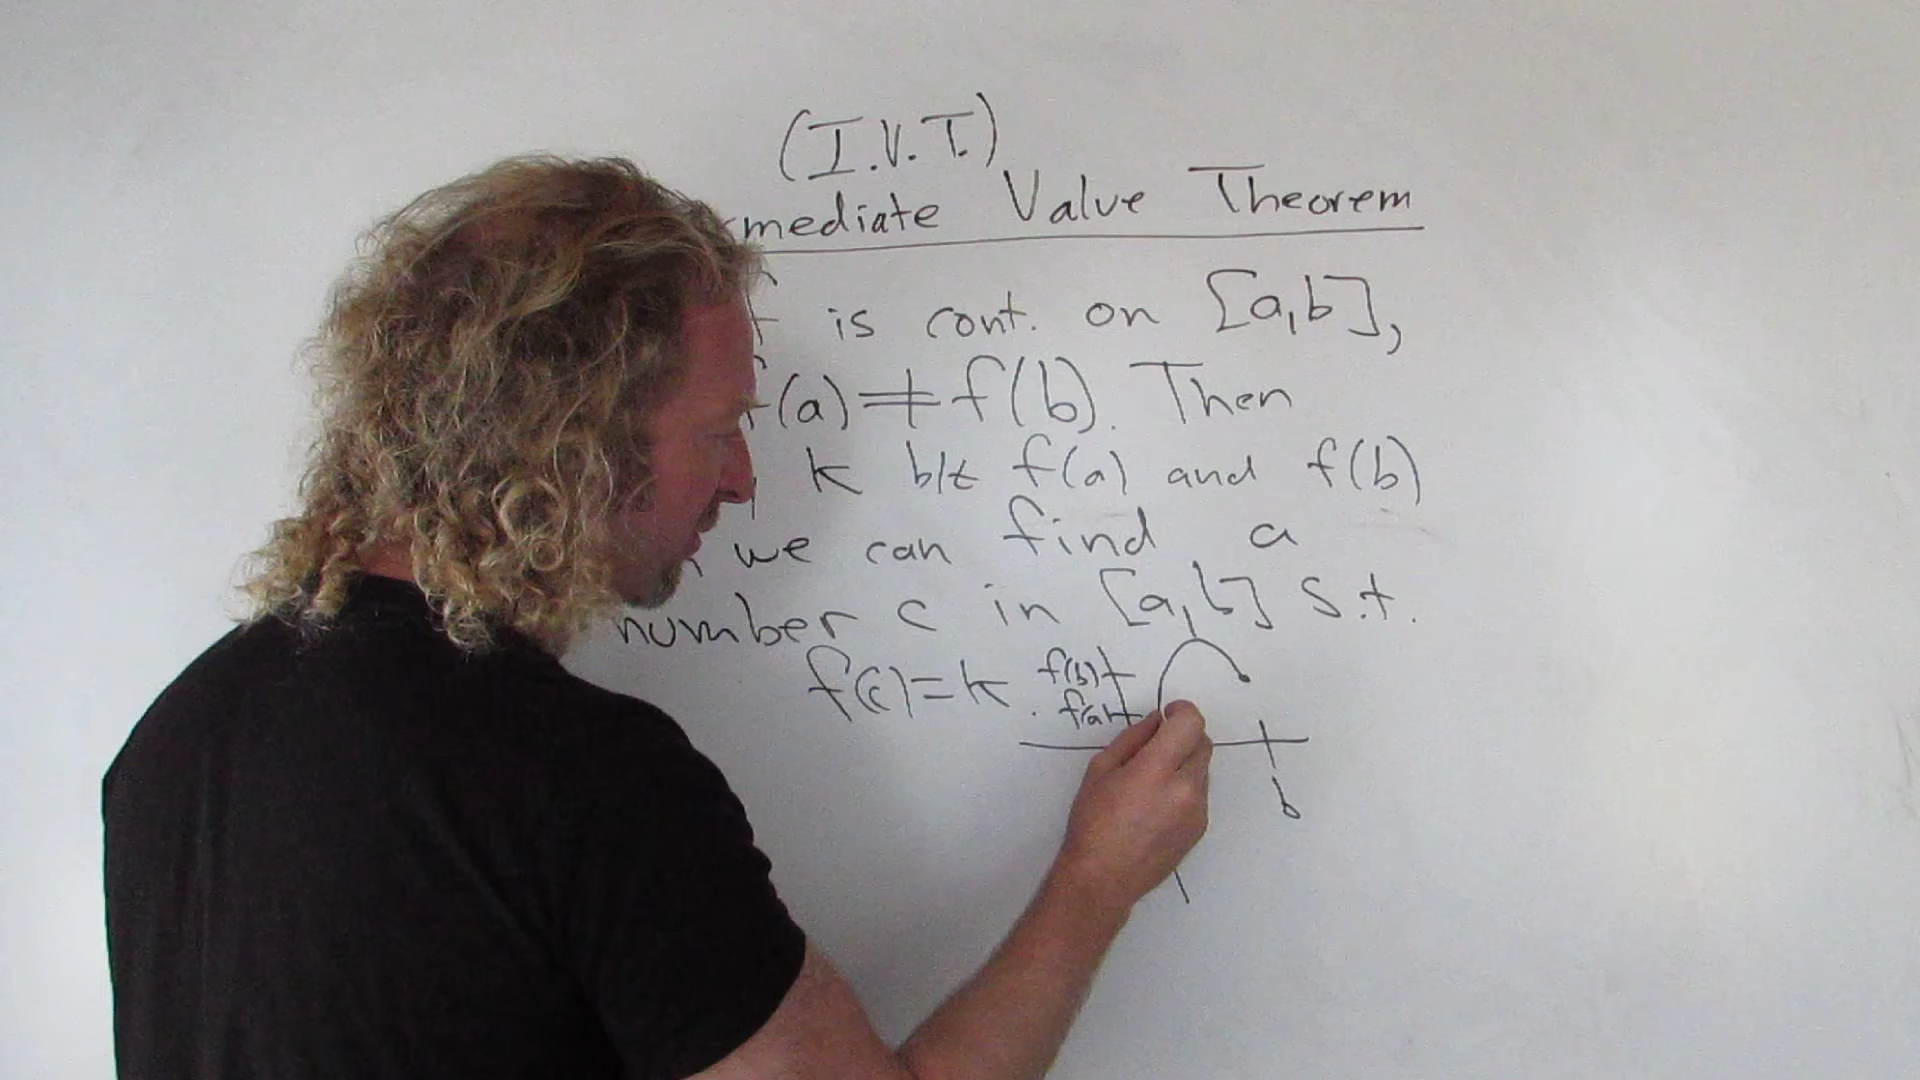 (I.V.T.)
mediate Value Theorem
f is cont. on [a,b],
f(a) ≠ f(b). Then
k b/t f(a) and f(b)
we can find a
number c in [a,b] s.t.
f(c)=k.
f(b)
f(a)
b